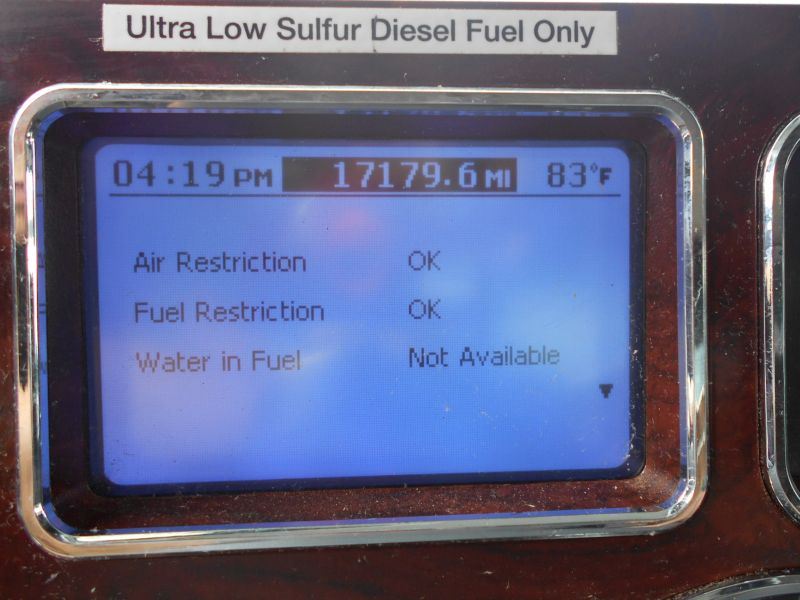 Ultra Low Sulfur Diesel Fuel Only
04:19 PM 17179.6 MI 83°F
Air Restriction OK
Fuel Restriction OK
Water in Fuel Not Available